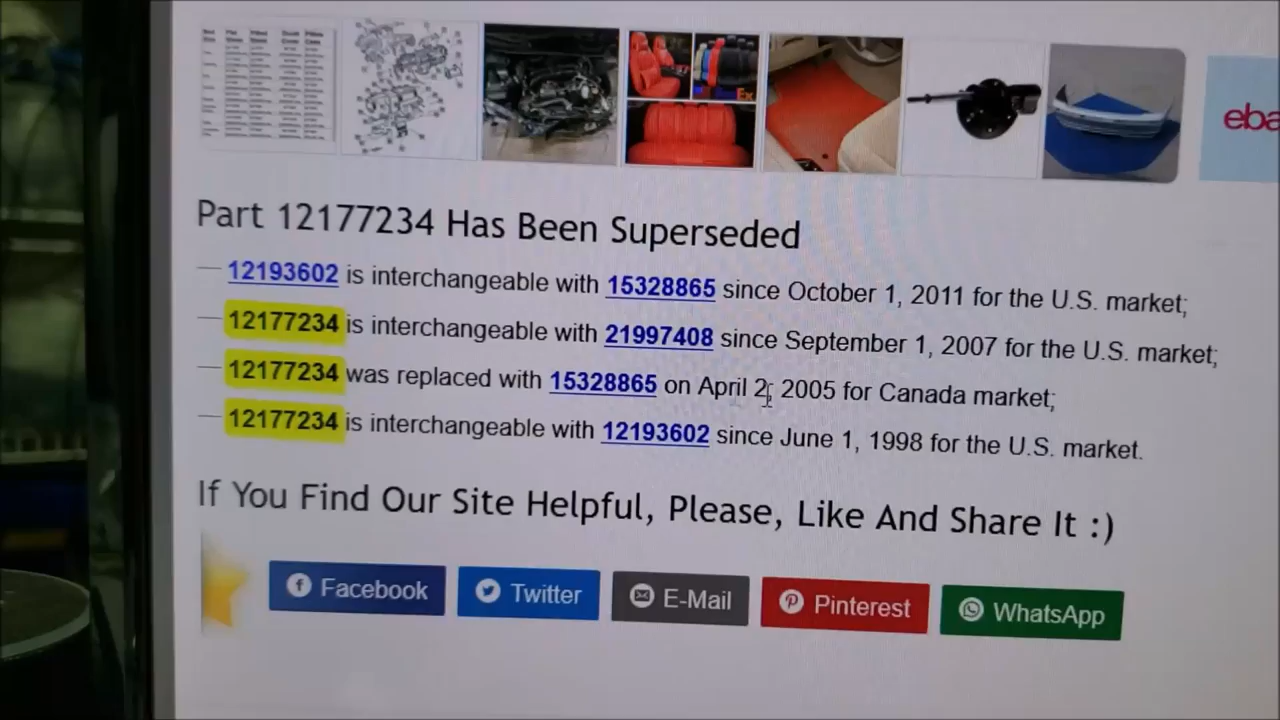 Ex
eba
Part 12177234 Has Been Superseded
12193602 is interchangeable with 15328865 since October 1, 2011 for the U.S. market;
12177234 is interchangeable with 21997408 since September 1, 2007 for the U.S. market;
12177234 was replaced with 15328865 on April 2, 2005 for Canada market;
12177234 is interchangeable with 12193602 since June 1, 1998 for the U.S. market.
If You Find Our Site Helpful, Please, Like And Share It :)
Facebook Twitter E-Mail Pinterest WhatsApp